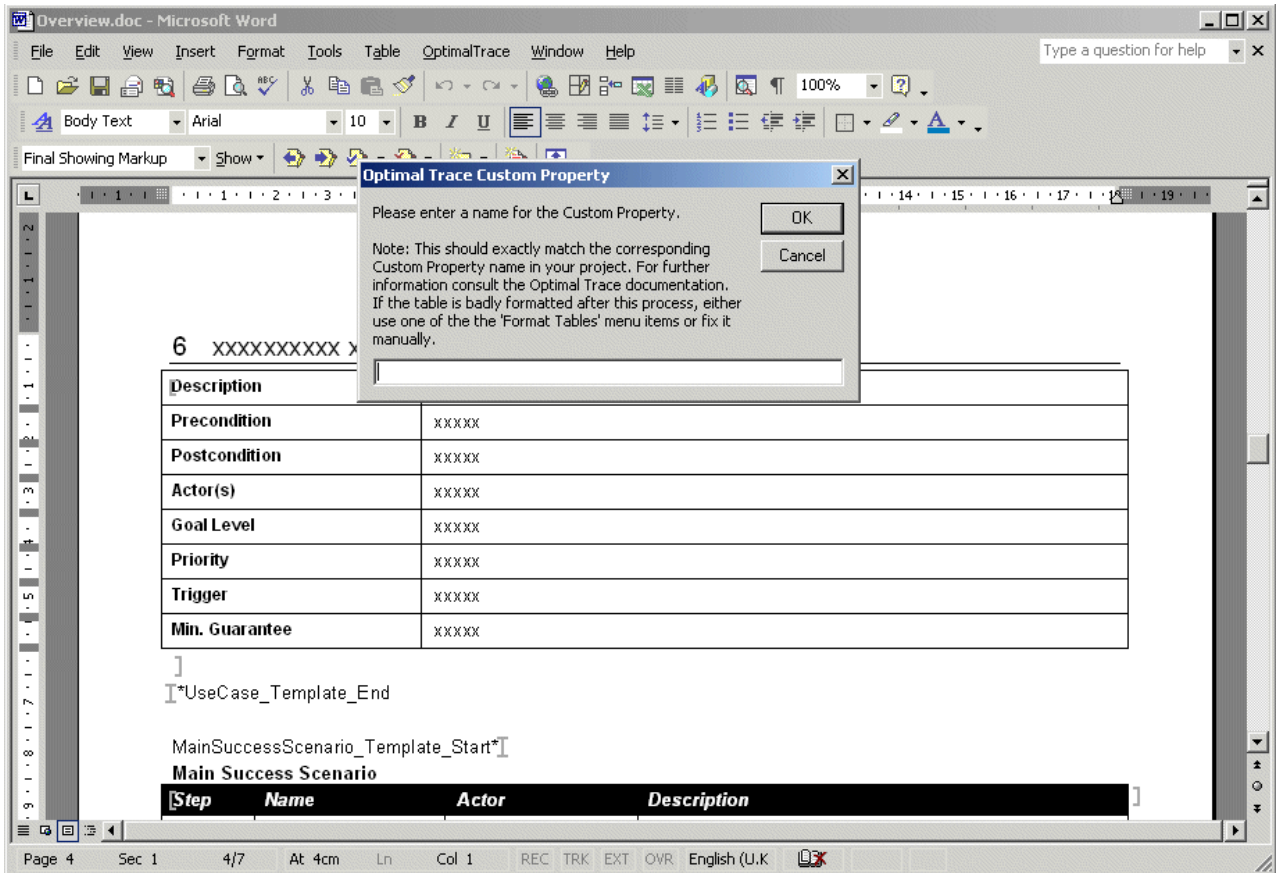 Overview.doc - Microsoft Word
File Edit View Insert Format Tools Table OptimalTrace Window Help Type a question for help
100%
Body Text Arial 10 B I U
Final Showing Markup Show
Optimal Trace Custom Property
Please enter a name for the Custom Property.
OK
Note: This should exactly match the corresponding
Custom Property name in your project. For further
information consult the Optimal Trace documentation.
If the table is badly formatted after this process, either
use one of the the 'Format Tables' menu items or fix it
manually.
Cancel
6 xxxxxxxxxx x
Description
Precondition xxxxx
Postcondition xxxxx
Actor(s) xxxxx
Goal Level xxxxx
Priority xxxxx
Trigger xxxxx
Min. Guarantee xxxxx
*UseCase_Template_End
MainSuccessScenario_Template_Start*
Main Success Scenario
Step Name Actor Description
Page 4 Sec 1 4/7 At 4cm Ln Col 1 REC TRK EXT OVR English (U.K